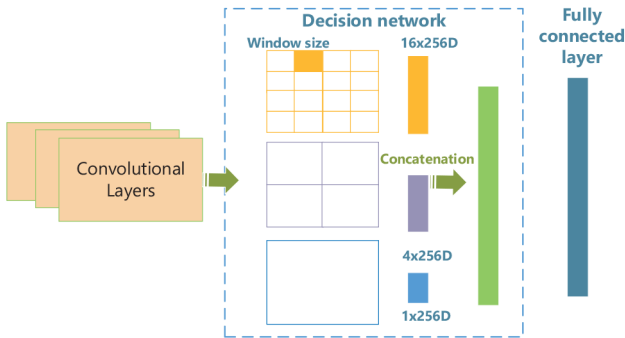 Decision network
Fully
connected
layer
Window size
16x256D
Convolutional
Layers
Concatenation
4x256D
1x256D